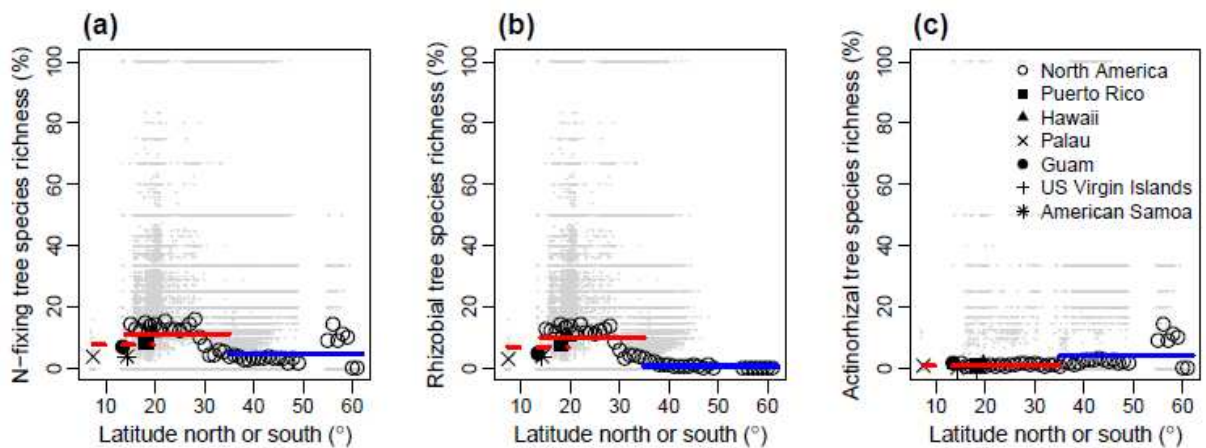 (a)
N−fixing tree species richness (%)
100
80
60
40
20
0
10 20 30 40 50 60
Latitude north or south (°)
(b)
Rhizobial tree species richness (%)
100
80
60
40
20
0
10 20 30 40 50 60
Latitude north or south (°)
(c)
Actinorhizal tree species richness (%)
100
80
60
40
20
0
10 20 30 40 50 60
Latitude north or south (°)
North America
Puerto Rico
Hawaii
Palau
Guam
US Virgin Islands
American Samoa